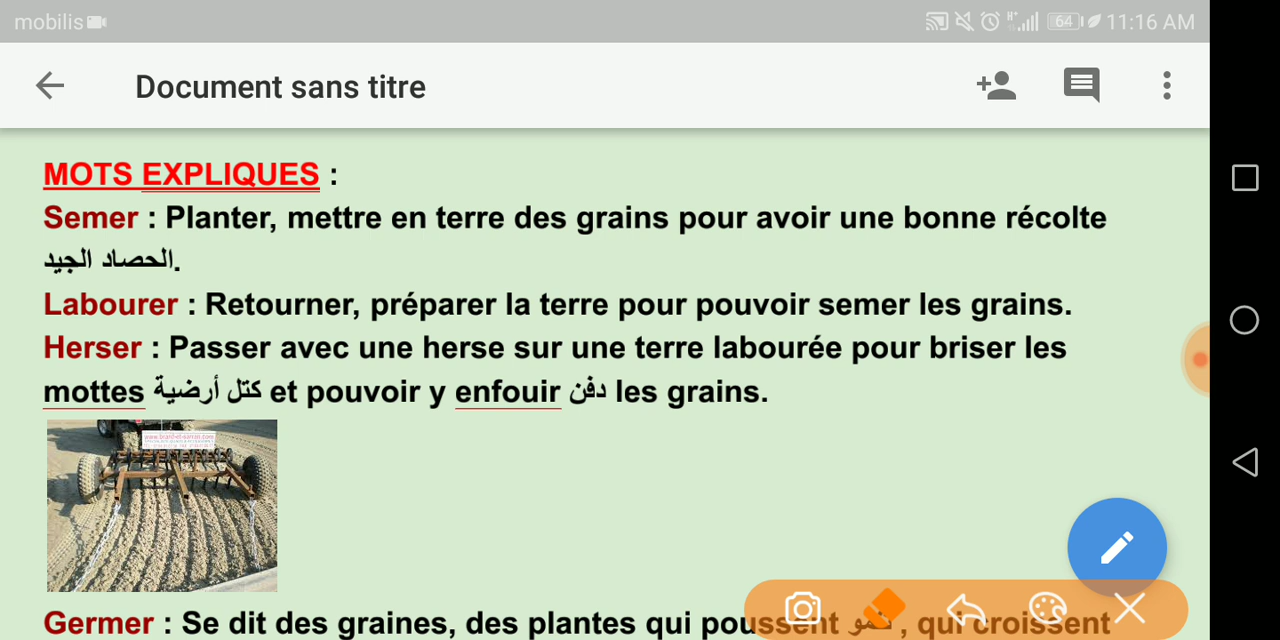 mobilis
64 11:16 AM
Document sans titre
MOTS EXPLIQUES :
Semer : Planter, mettre en terre des grains pour avoir une bonne récolte
الحصاد الجيد.
Labourer : Retourner, préparer la terre pour pouvoir semer les grains.
Herser : Passer avec une herse sur une terre labourée pour briser les
mottes كتل أرضية et pouvoir y enfouir دفن les grains.
Germer : Se dit des graines, des plantes qui poussent , qui croissent